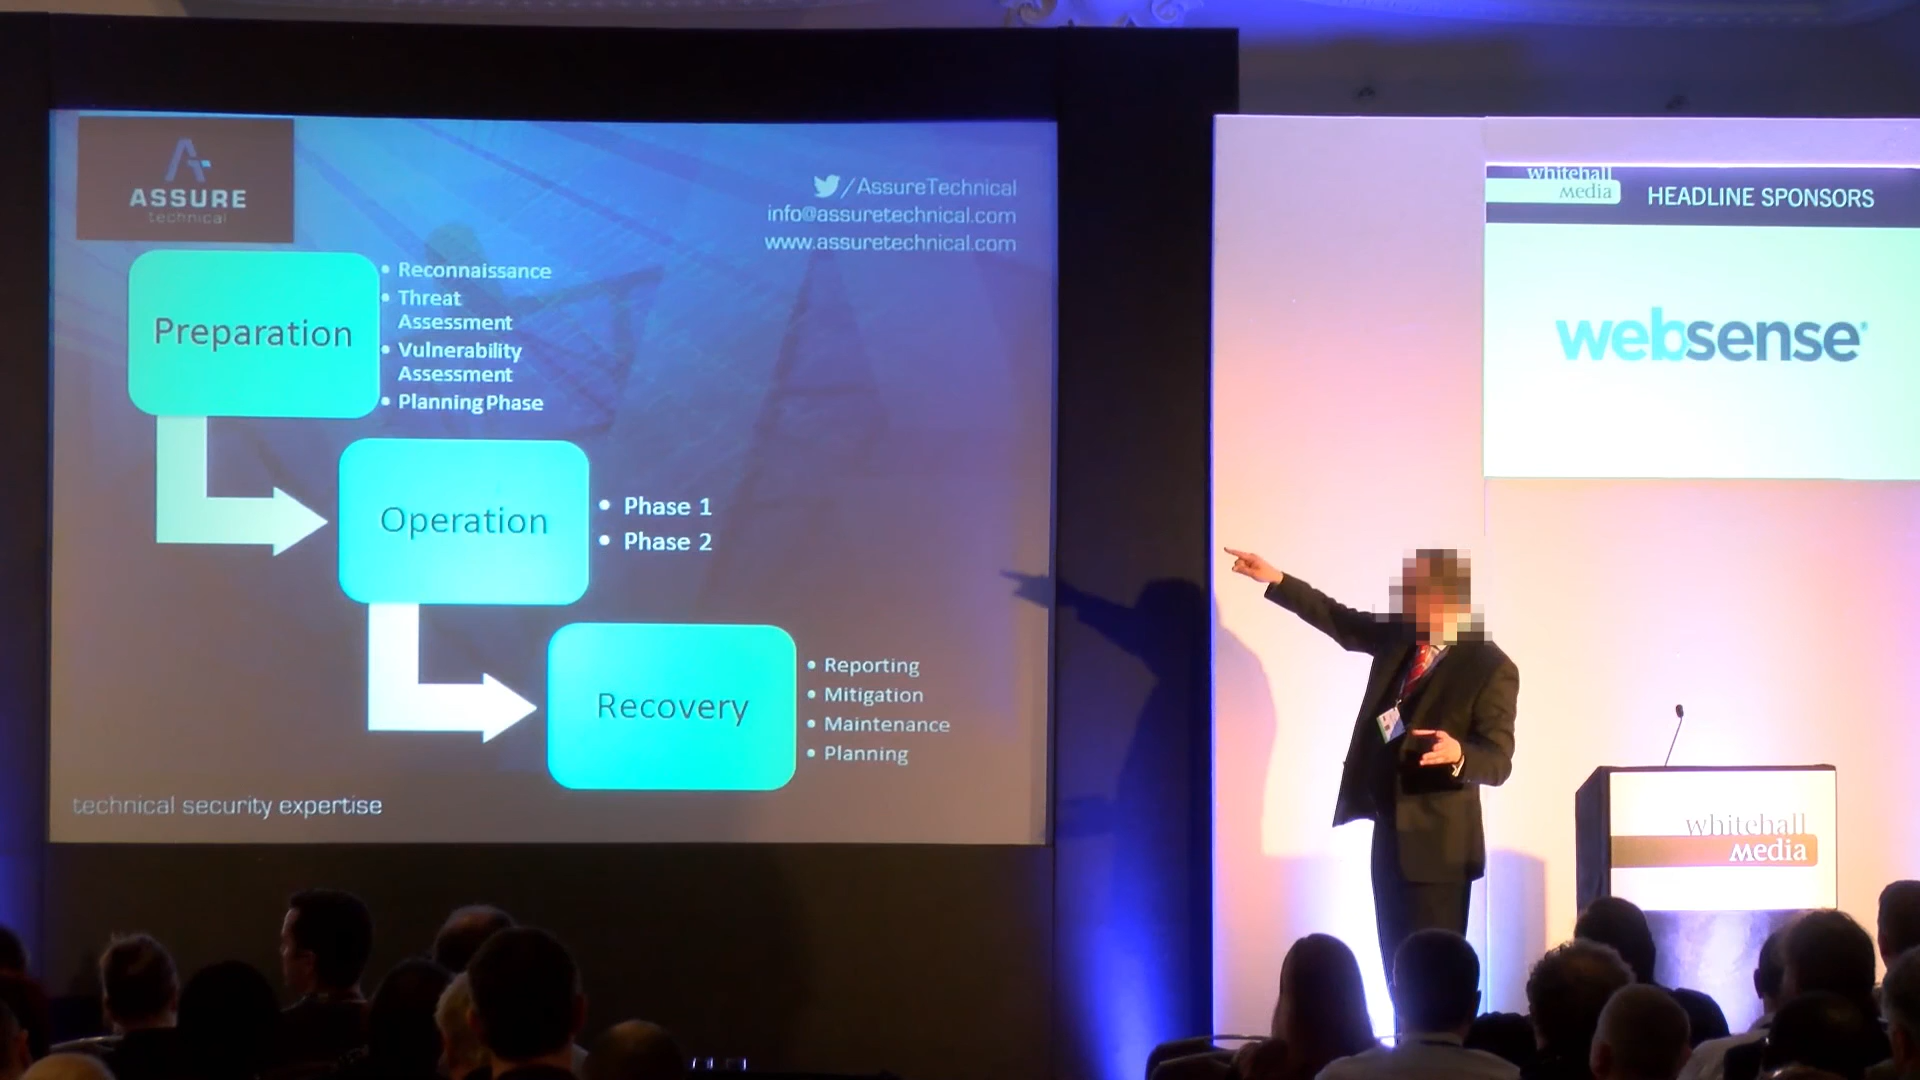 ASSURE
technical
/AssureTechnical
info@assuretechnical.com
www.assuretechnical.com
Preparation
• Reconnaissance
• Threat
Assessment
• Vulnerability
Assessment
• Planning Phase
Operation
• Phase 1
• Phase 2
Recovery
• Reporting
• Mitigation
• Maintenance
• Planning
technical security expertise
whitehall
media
HEADLINE SPONSORS
websense
whitehall
media